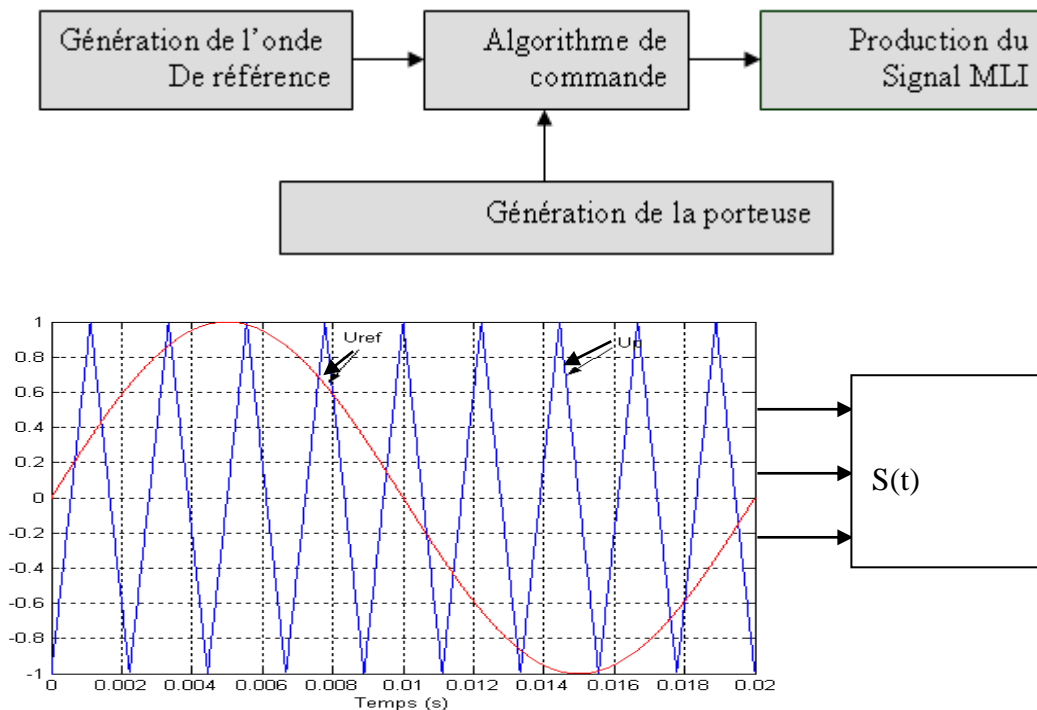 Génération de l'onde
De référence
Algorithme de
commande
Production du
Signal MLI
Génération de la porteuse
1
0.8
0.6
0.4
0.2
0
-0.2
-0.4
-0.6
-0.8
-1
Uref
S(t)
0 0.002 0.004 0.006 0.008 0.01 0.012 0.014 0.016 0.018 0.02
Temps (s)